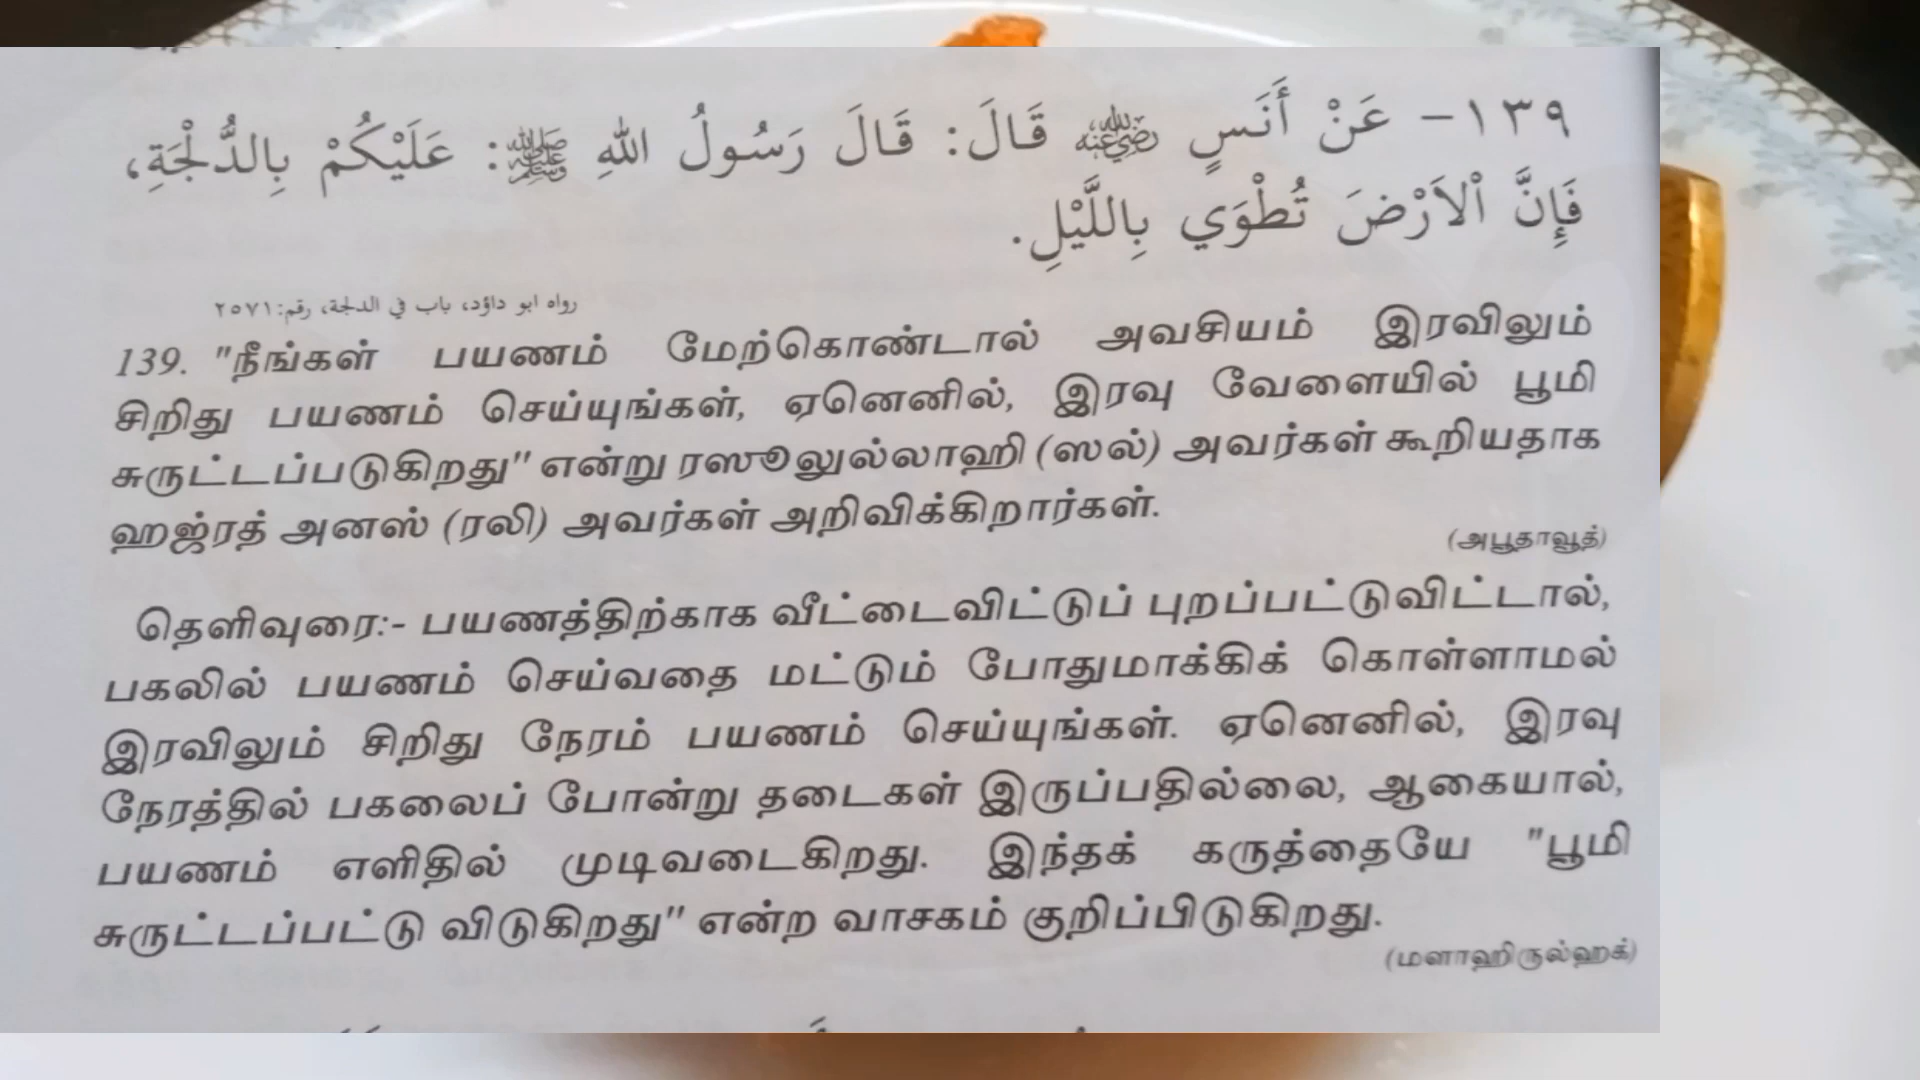 ١٣٩- عَنْ أَنَسٍ رضي الله عنه قَالَ: قَالَ رَسُولُ اللهِ ﷺ: عَلَيْكُمْ بِالدُّلْجَةِ،
فَإِنَّ اْلاَرْضَ تُطْوَي بِاللَّيْلِ.
رواه ابو داؤد، باب في الدلجة، رقم:٢٥٧١
139. "நீங்கள் பயணம் மேற்கொண்டால் அவசியம் இரவிலும்
சிறிது பயணம் செய்யுங்கள், ஏனெனில், இரவு வேளையில் பூமி
சுருட்டப்படுகிறது" என்று ரஸூலுல்லாஹி (ஸல்) அவர்கள் கூறியதாக
ஹஜ்ரத் அனஸ் (ரலி) அவர்கள் அறிவிக்கிறார்கள்.
(அபூதாவூத்)
தெளிவுரை:- பயணத்திற்காக வீட்டைவிட்டுப் புறப்பட்டுவிட்டால்,
பகலில் பயணம் செய்வதை மட்டும் போதுமாக்கிக் கொள்ளாமல்
இரவிலும் சிறிது நேரம் பயணம் செய்யுங்கள். ஏனெனில், இரவு
நேரத்தில் பகலைப் போன்று தடைகள் இருப்பதில்லை, ஆகையால்,
பயணம் எளிதில் முடிவடைகிறது. இந்தக் கருத்தையே "பூமி
சுருட்டப்பட்டு விடுகிறது" என்ற வாசகம் குறிப்பிடுகிறது.
(மளாஹிருல்ஹக்)